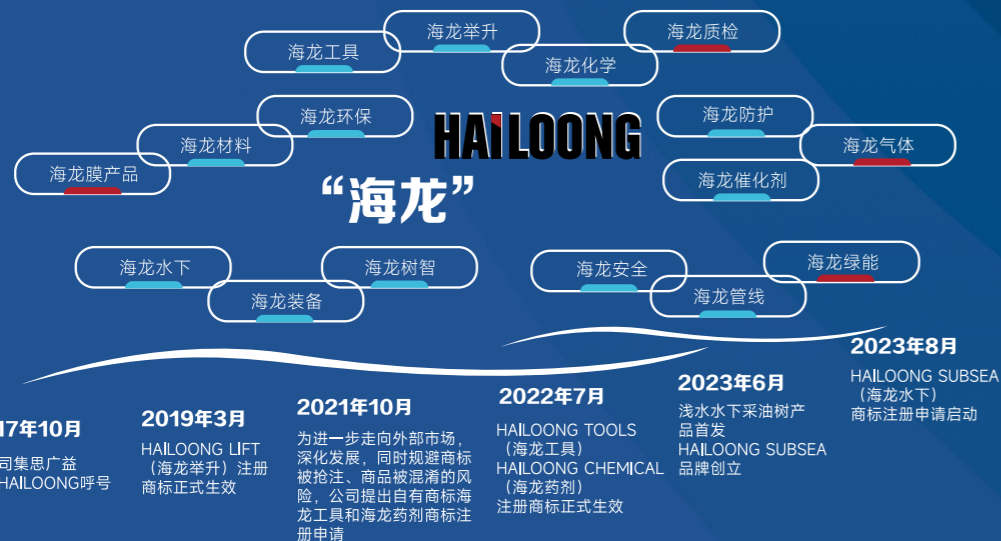 海龙举升
海龙质检
海龙工具
海龙化学
海龙环保
海龙防护
海龙材料
HAILOONG
海龙气体
海龙膜产品
海龙催化剂
“海龙”
海龙水下
海龙树智
海龙安全
海龙绿能
海龙装备
海龙管线
17年10月
司集思广益
HAILOONG呼号
2019年3月
HAILOONG LIFT
（海龙举升）注册
商标正式生效
2021年10月
为进一步走向外部市场，
深化发展，同时规避商标
被抢注、商品被混淆的风
险，公司提出自有商标海
龙工具和海龙药剂商标注
册申请
2022年7月
HAILOONG TOOLS
（海龙工具）
HAILOONG CHEMICAL
（海龙药剂）
注册商标正式生效
2023年6月
浅水水下采油树产
品首发
HAILOONG SUBSEA
品牌创立
2023年8月
HAILOONG SUBSEA
（海龙水下）
商标注册申请启动